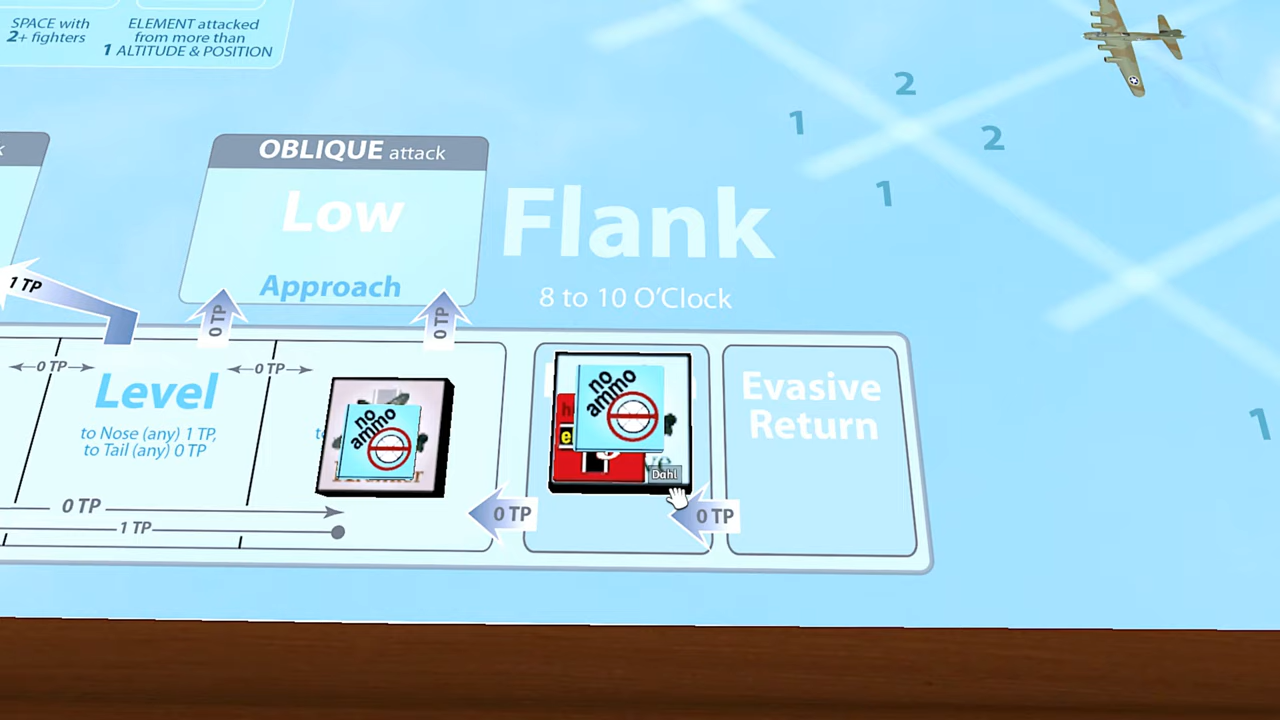 SPACE with
2+ fighters
ELEMENT attacked
from more than
1 ALTITUDE & POSITION
2
1
2
1
OBLIQUE attack
Low
Approach
Flank
8 to 10 O'Clock
1 TP
0 TP
0 TP
0 TP
0 TP
Level
to Nose (any) 1 TP,
to Tail (any) 0 TP
no
ammo
no
ammo
Dahl
Evasive
Return
1
0 TP
0 TP
0 TP
1 TP